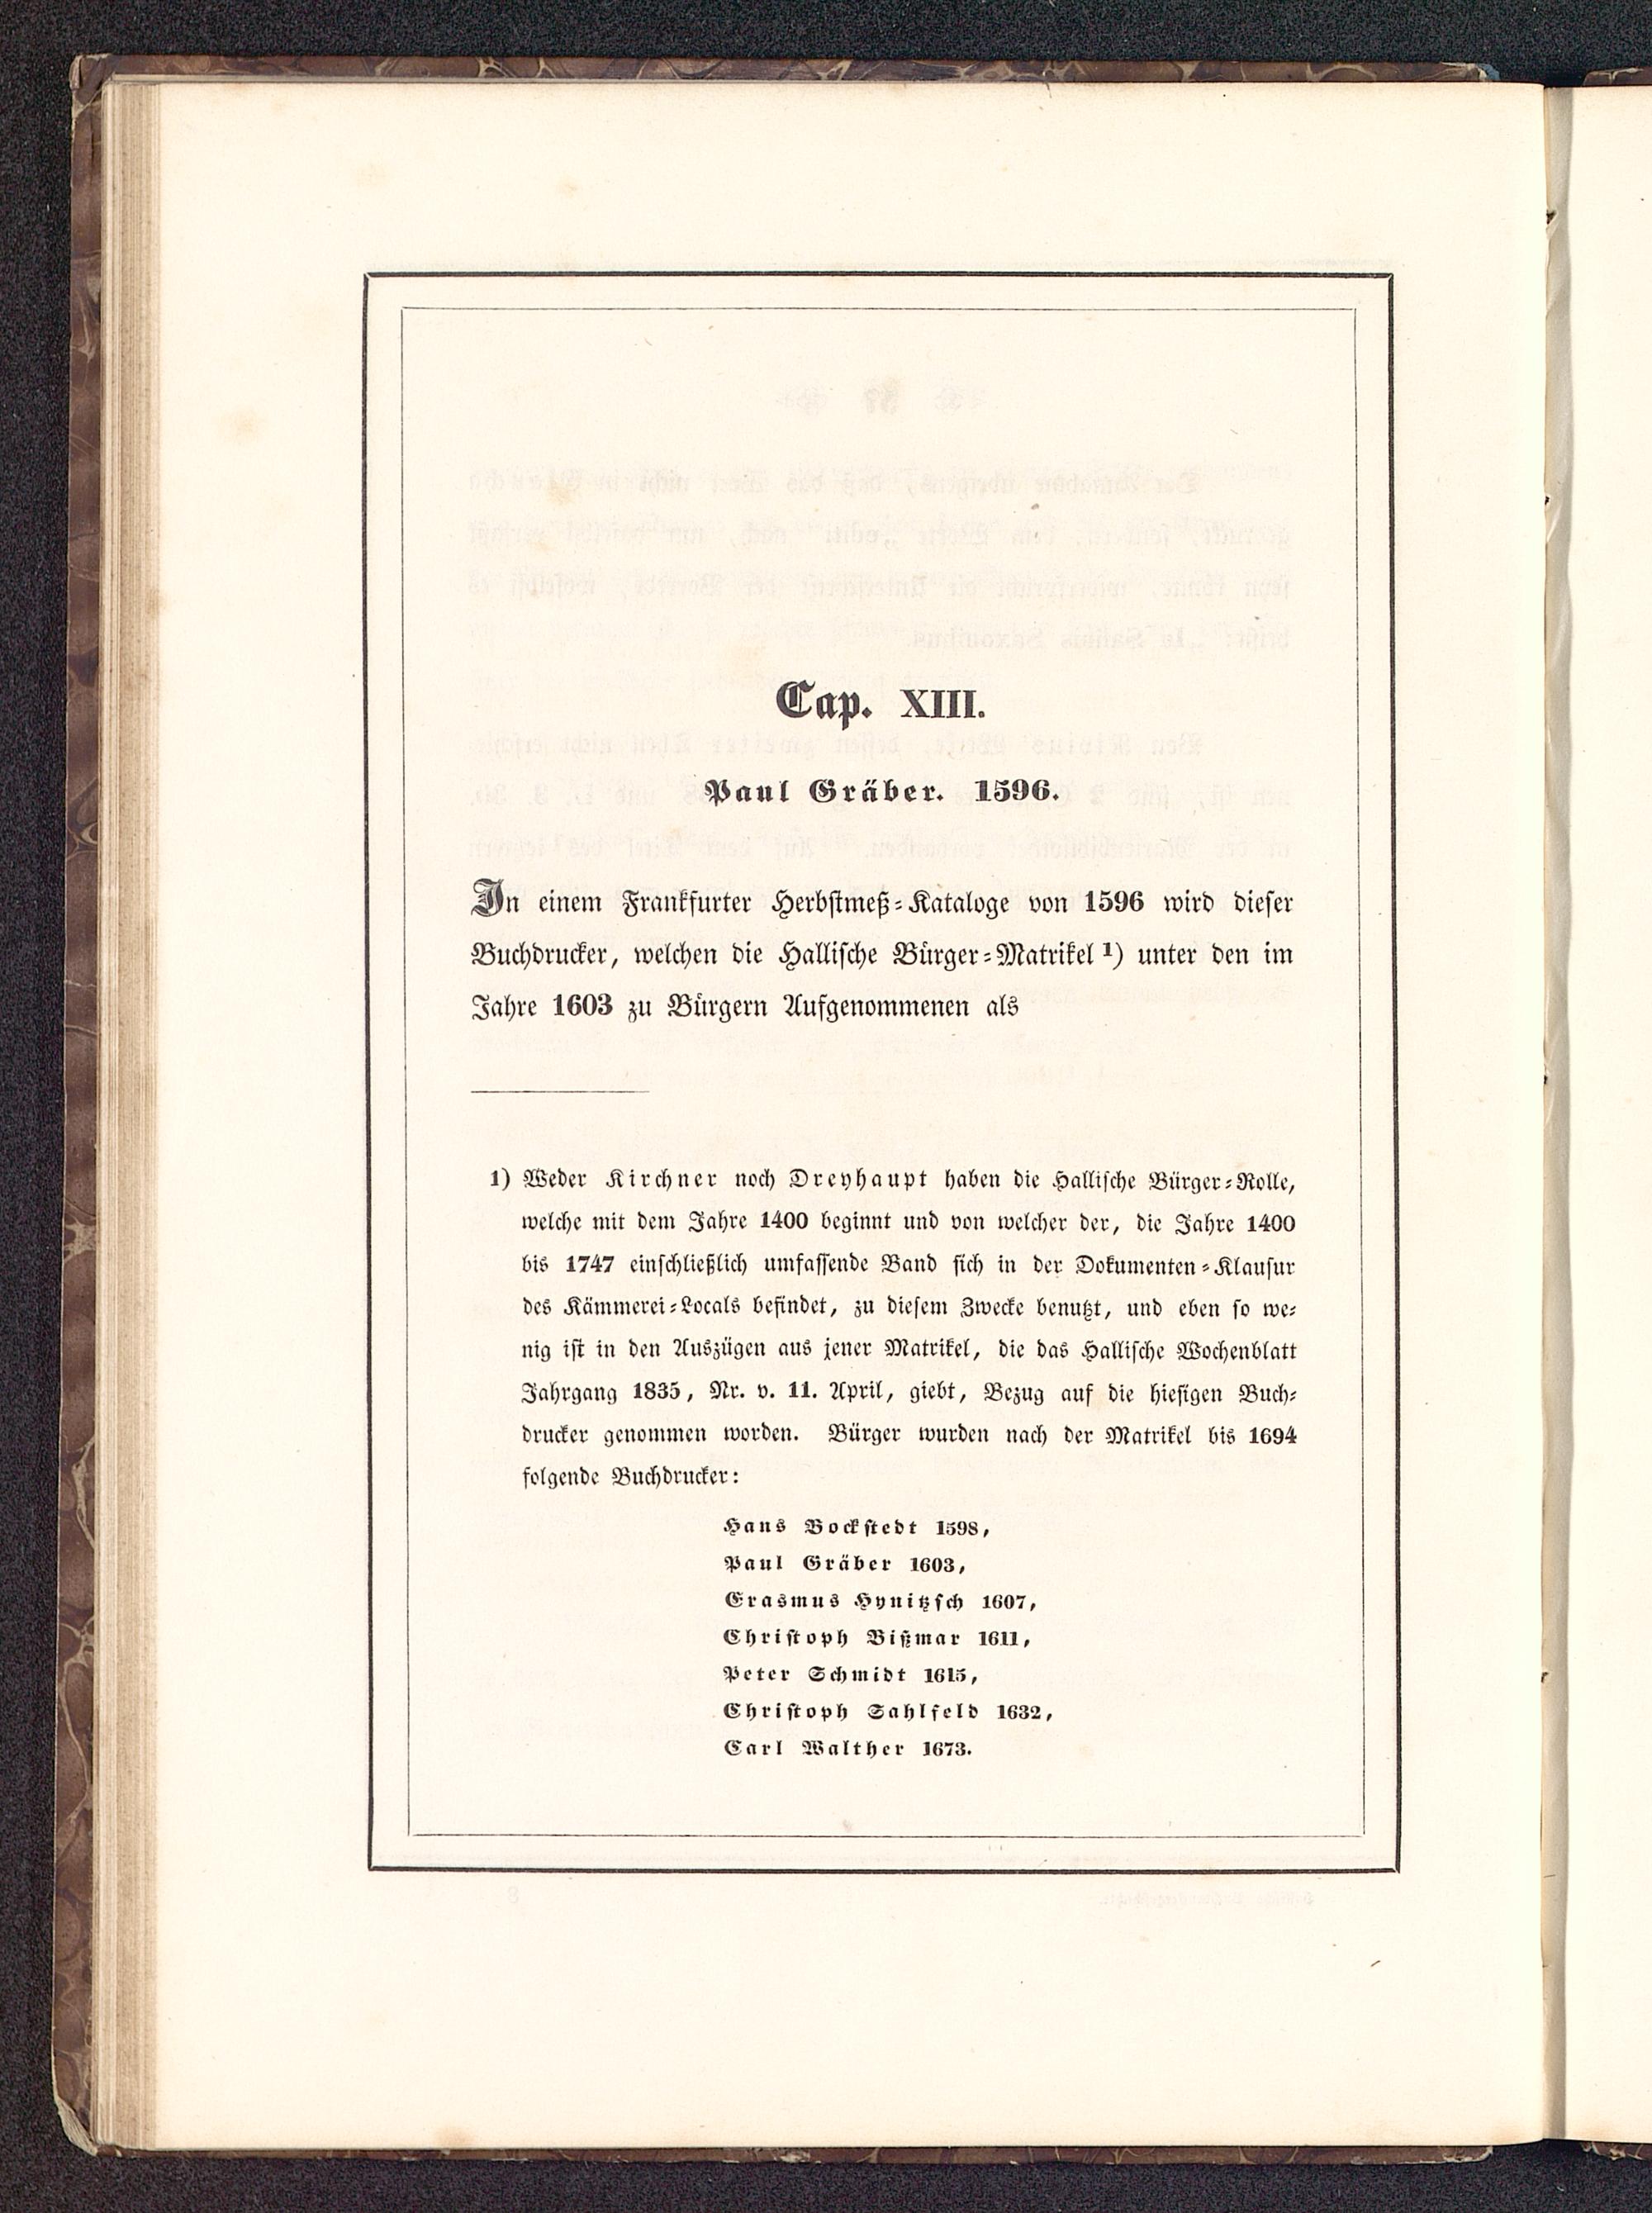 Cap. XIII.
Paul Gräber. 1596.
In einem Frankfurter Herbstmeß-Kataloge von 1596 wird dieser
Buchdrucker, welchen die Hallische Bürger-Matrikel 1) unter den im
Jahre 1603 zu Bürgern Aufgenommenen als
1) Weder Kirchner noch Dreyhaupt haben die Hallische Bürger-Rolle,
welche mit dem Jahre 1400 beginnt und von welcher der, die Jahre 1400
bis 1747 einschließlich umfassende Band sich in der Dokumenten-Klausur
des Kämmerei-Locals befindet, zu diesem Zwecke benutzt, und eben so we-
nig ist in den Auszügen aus jener Matrikel, die das Hallische Wochenblatt
Jahrgang 1835, Nr. v. 11. April, giebt, Bezug auf die hiesigen Buch-
drucker genommen worden. Bürger wurden nach der Matrikel bis 1694
folgende Buchdrucker:
Hans Bockstedt 1598,
Paul Gräber 1603,
Erasmus Hynitzsch 1607,
Christoph Bißmar 1611,
Peter Schmidt 1615,
Christoph Sahlfeld 1632,
Carl Walther 1673.